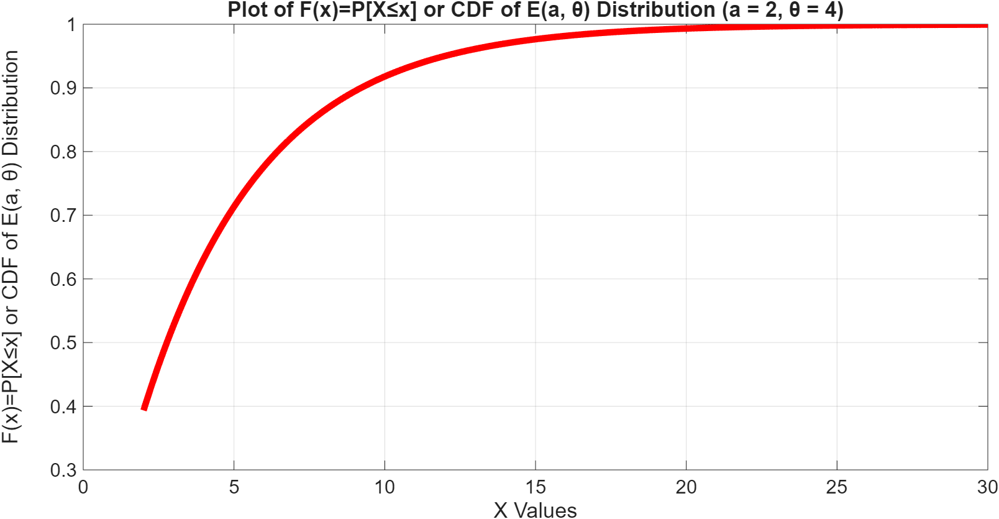 Plot of F(x)=P[X≤x] or CDF of E(a, θ) Distribution (a = 2, θ = 4)
F(x)=P[X≤x] or CDF of E(a, θ) Distribution
1
0.9
0.8
0.7
0.6
0.5
0.4
0.3
0 5 10 15 20 25 30
X Values